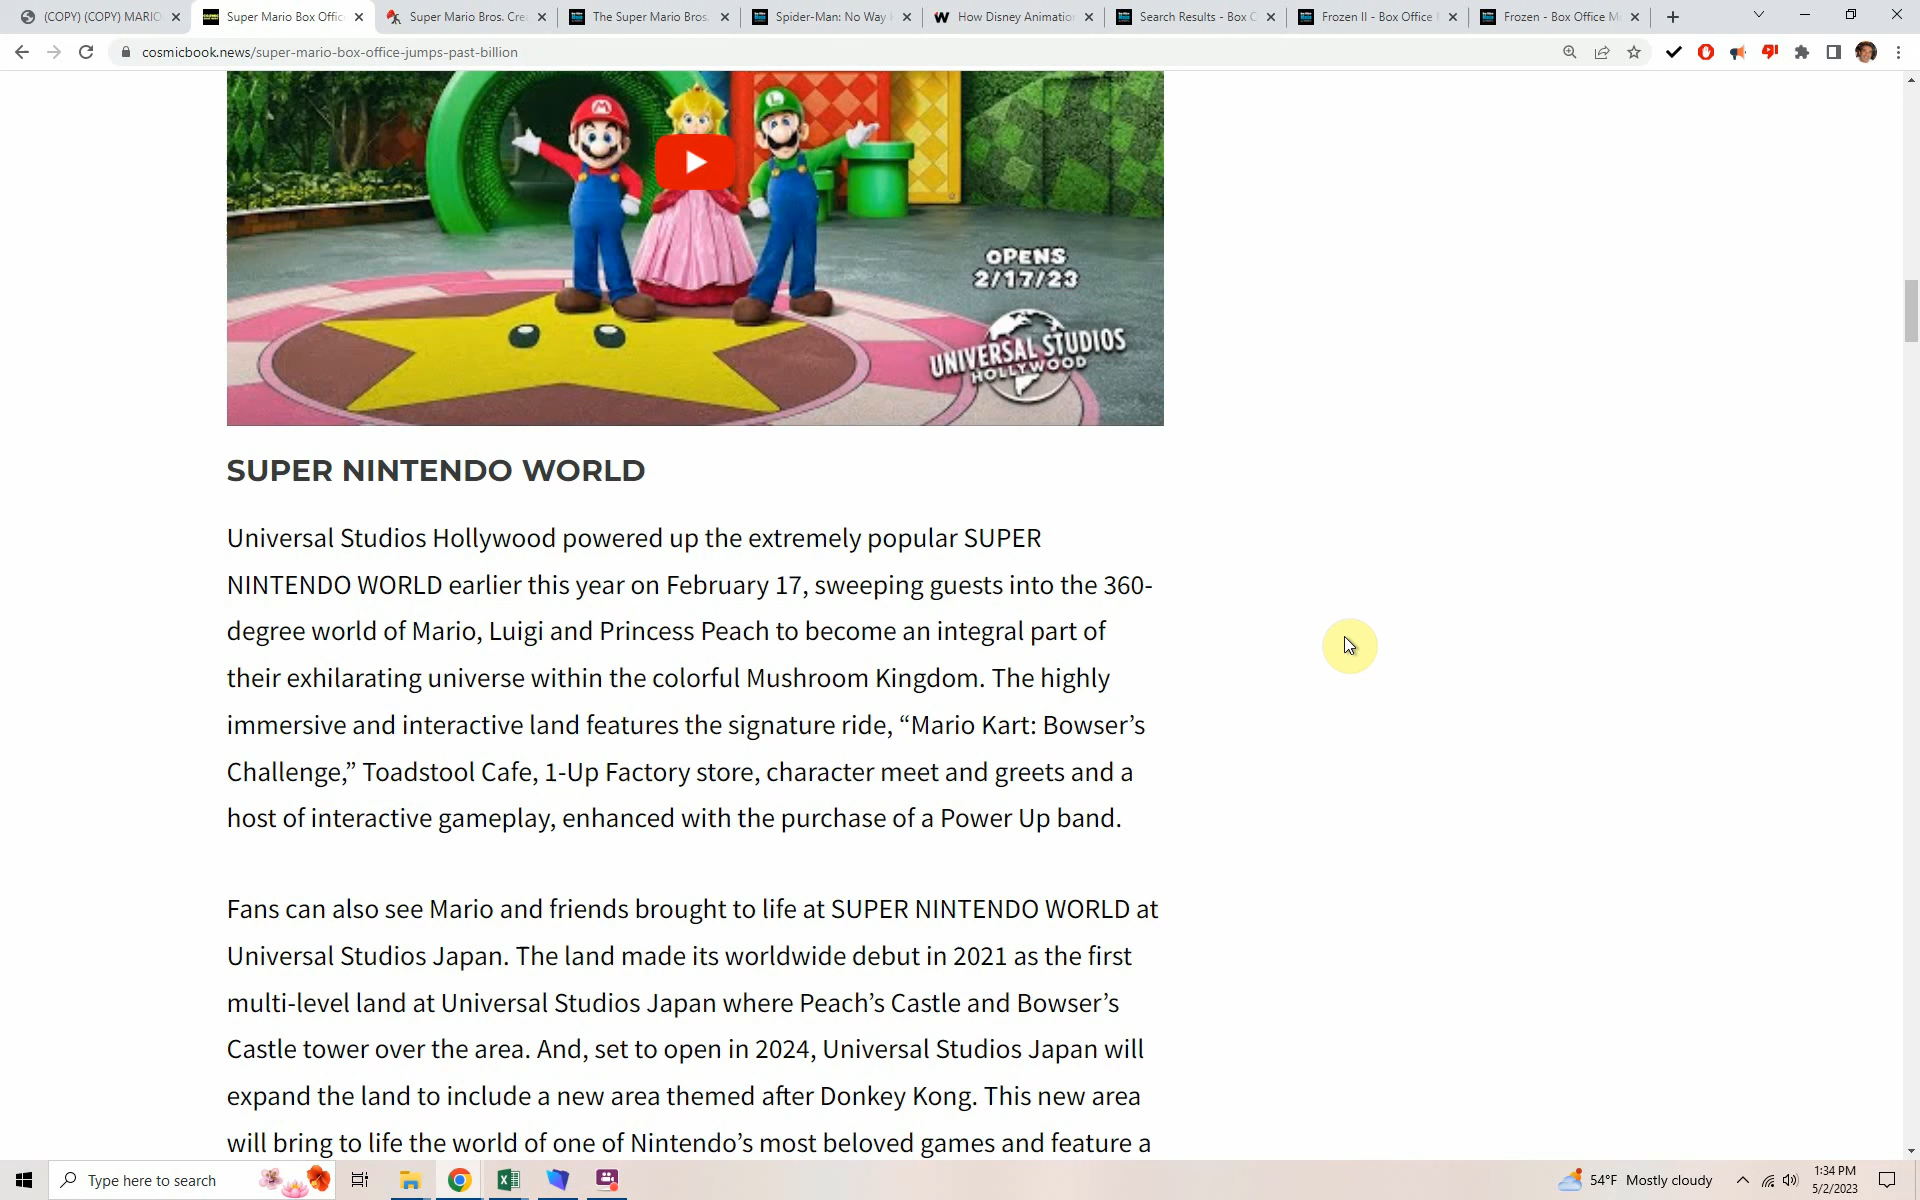 (COPY) (COPY) MARIO
Super Mario Box Offic
Super Mario Bros. Cre
The Super Mario Bros.
Spider-Man: No Way
How Disney Animation
Search Results - Box
Frozen II - Box Office
Frozen - Box Office M
cosmicbook.news/super-mario-box-office-jumps-past-billion
M
L
OPENS
2/17/23
UNIVERSAL STUDIOS
HOLLYWOOD
SUPER NINTENDO WORLD
Universal Studios Hollywood powered up the extremely popular SUPER
NINTENDO WORLD earlier this year on February 17, sweeping guests into the 360-
degree world of Mario, Luigi and Princess Peach to become an integral part of
their exhilarating universe within the colorful Mushroom Kingdom. The highly
immersive and interactive land features the signature ride, “Mario Kart: Bowser’s
Challenge,” Toadstool Cafe, 1-Up Factory store, character meet and greets and a
host of interactive gameplay, enhanced with the purchase of a Power Up band.
Fans can also see Mario and friends brought to life at SUPER NINTENDO WORLD at
Universal Studios Japan. The land made its worldwide debut in 2021 as the first
multi-level land at Universal Studios Japan where Peach’s Castle and Bowser’s
Castle tower over the area. And, set to open in 2024, Universal Studios Japan will
expand the land to include a new area themed after Donkey Kong. This new area
will bring to life the world of one of Nintendo’s most beloved games and feature a
Type here to search
54°F Mostly cloudy
1:34 PM
5/2/2023